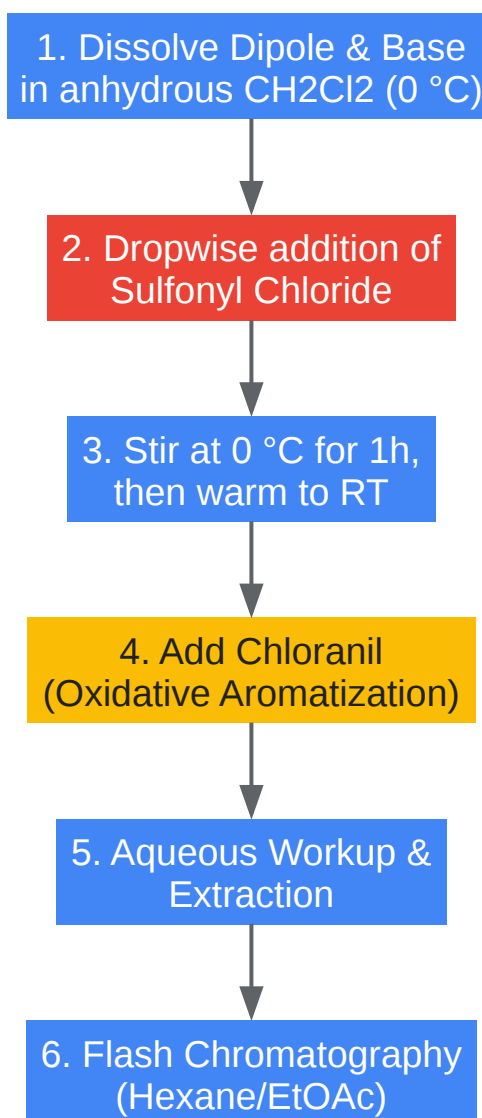 1. Dissolve Dipole & Base
in anhydrous CH2Cl2 (0 °C)
2. Dropwise addition of
Sulfonyl Chloride
3. Stir at 0 °C for 1h,
then warm to RT
4. Add Chloranil
(Oxidative Aromatization)
5. Aqueous Workup &
Extraction
6. Flash Chromatography
(Hexane/EtOAc)